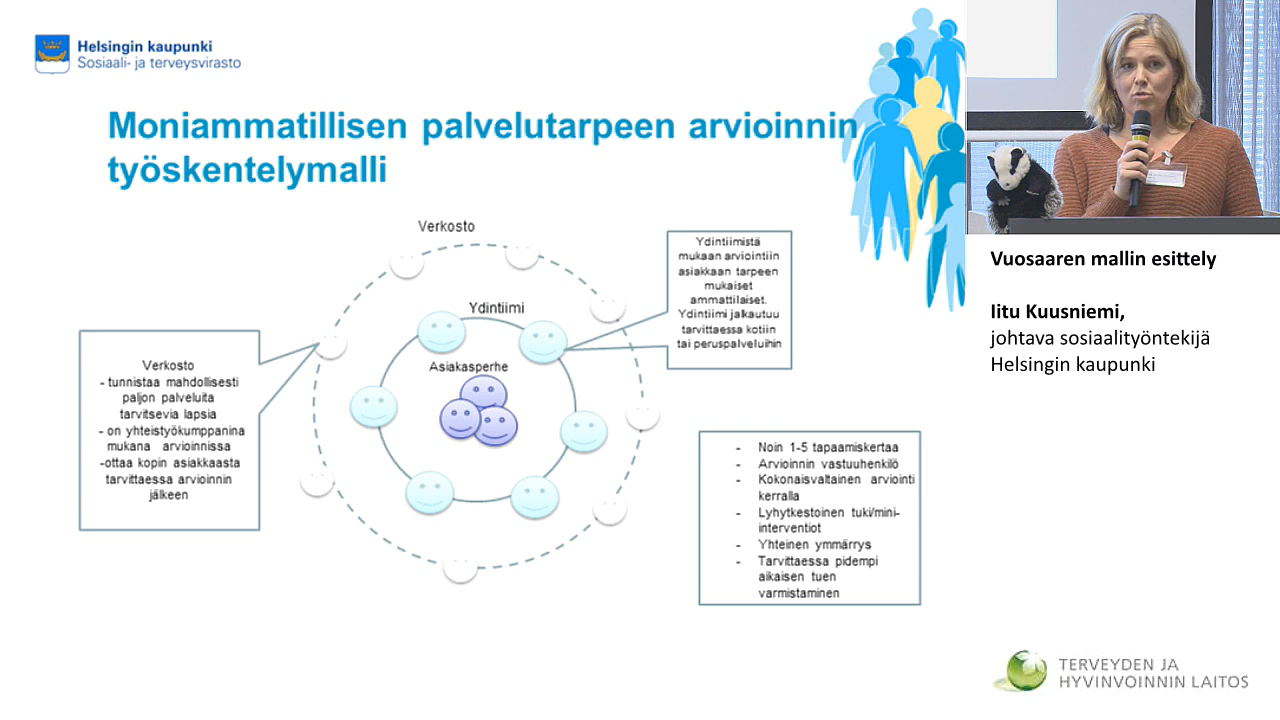 Helsingin kaupunki
Sosiaali- ja terveysvirasto
Moniammatillisen palvelutarpeen arvioinnin
työskentelymalli
Verkosto
Ydintiimi
Asiakasperhe
Verkosto
- tunnistaa mahdollisesti
paljon palveluita
tarvitsevia lapsia
- on yhteistyökumppanina
mukana arvioinnissa
-ottaa kopin asiakkaasta
tarvittaessa arvioinnin
jälkeen
Ydintiimistä
mukaan arviointiin
asiakkaan tarpeen
mukaiset
ammattilaiset.
Ydintiimi jalkautuu
tarvittaessa kotiin
tai peruspalveluihin
- Noin 1-5 tapaamiskertaa
- Arvioinnin vastuuhenkilö
- Kokonaisvaltainen arviointi
kerralla
- Lyhytkestoinen tuki/mini-
interventiot
- Yhteinen ymmärrys
- Tarvittaessa pidempi
aikaisen tuen
varmistaminen
Vuosaaren mallin esittely
Iitu Kuusniemi,
johtava sosiaalityöntekijä
Helsingin kaupunki
TERVEYDEN JA
HYVINVOINNIN LAITOS